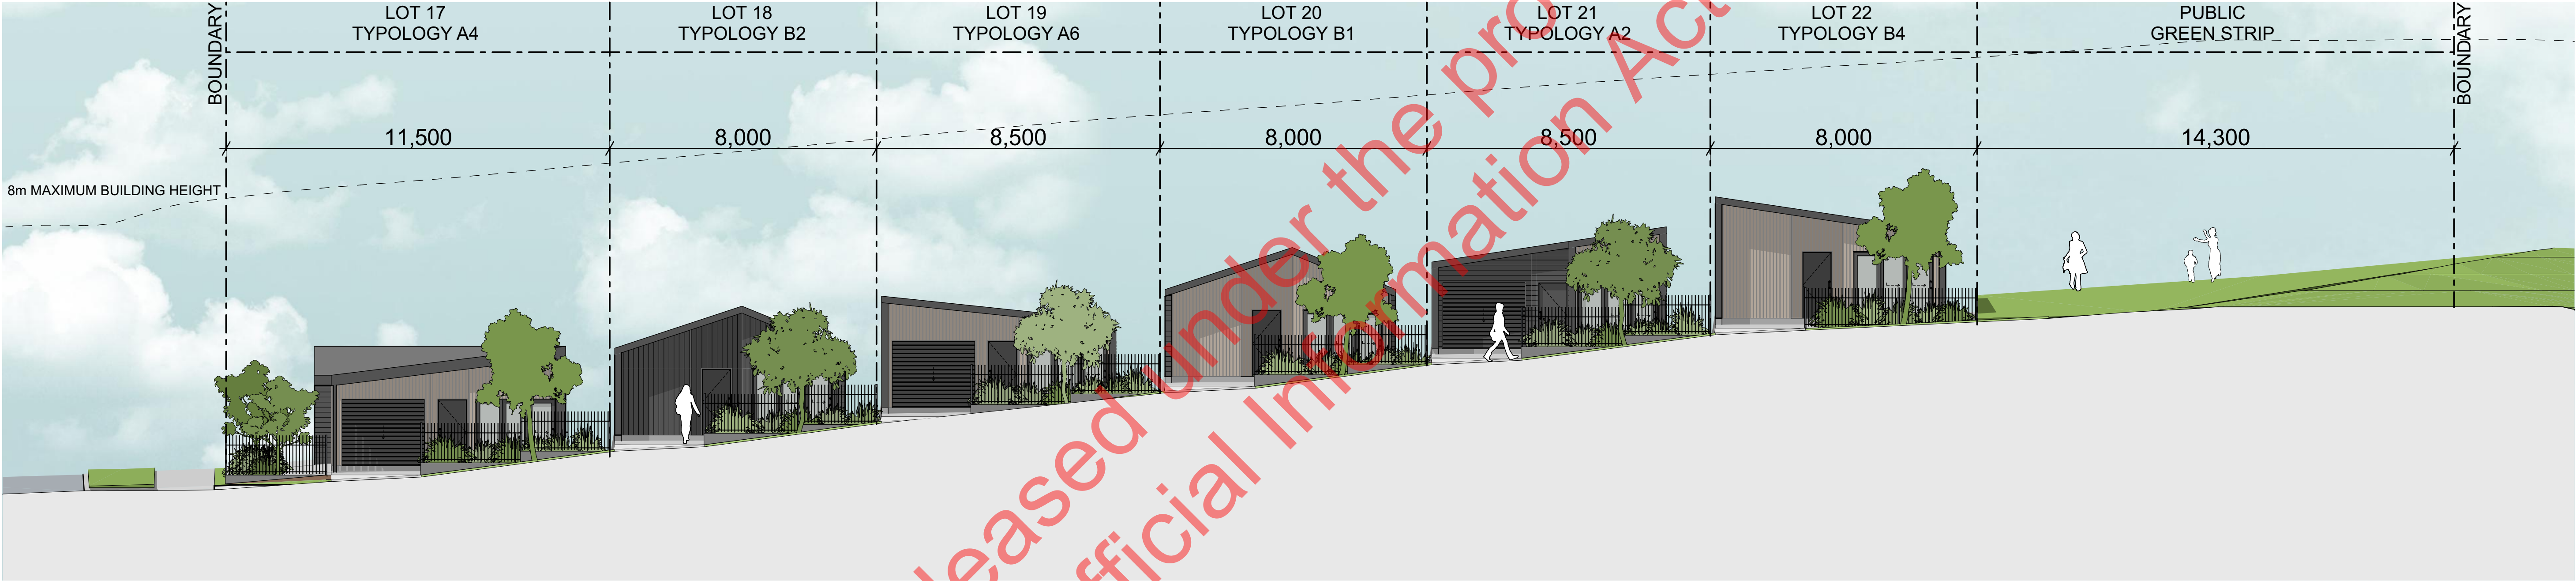 BOUNDARY
LOT 17
TYPOLOGY A4
LOT 18
TYPOLOGY B2
LOT 19
TYPOLOGY A6
LOT 20
TYPOLOGY B1
LOT 21
TYPOLOGY A2
LOT 22
TYPOLOGY B4
PUBLIC
GREEN STRIP
BOUNDARY
11,500
8,000
8,500
8,000
8,500
8,000
14,300
8m MAXIMUM BUILDING HEIGHT
leased under the pro
fficial Information Act